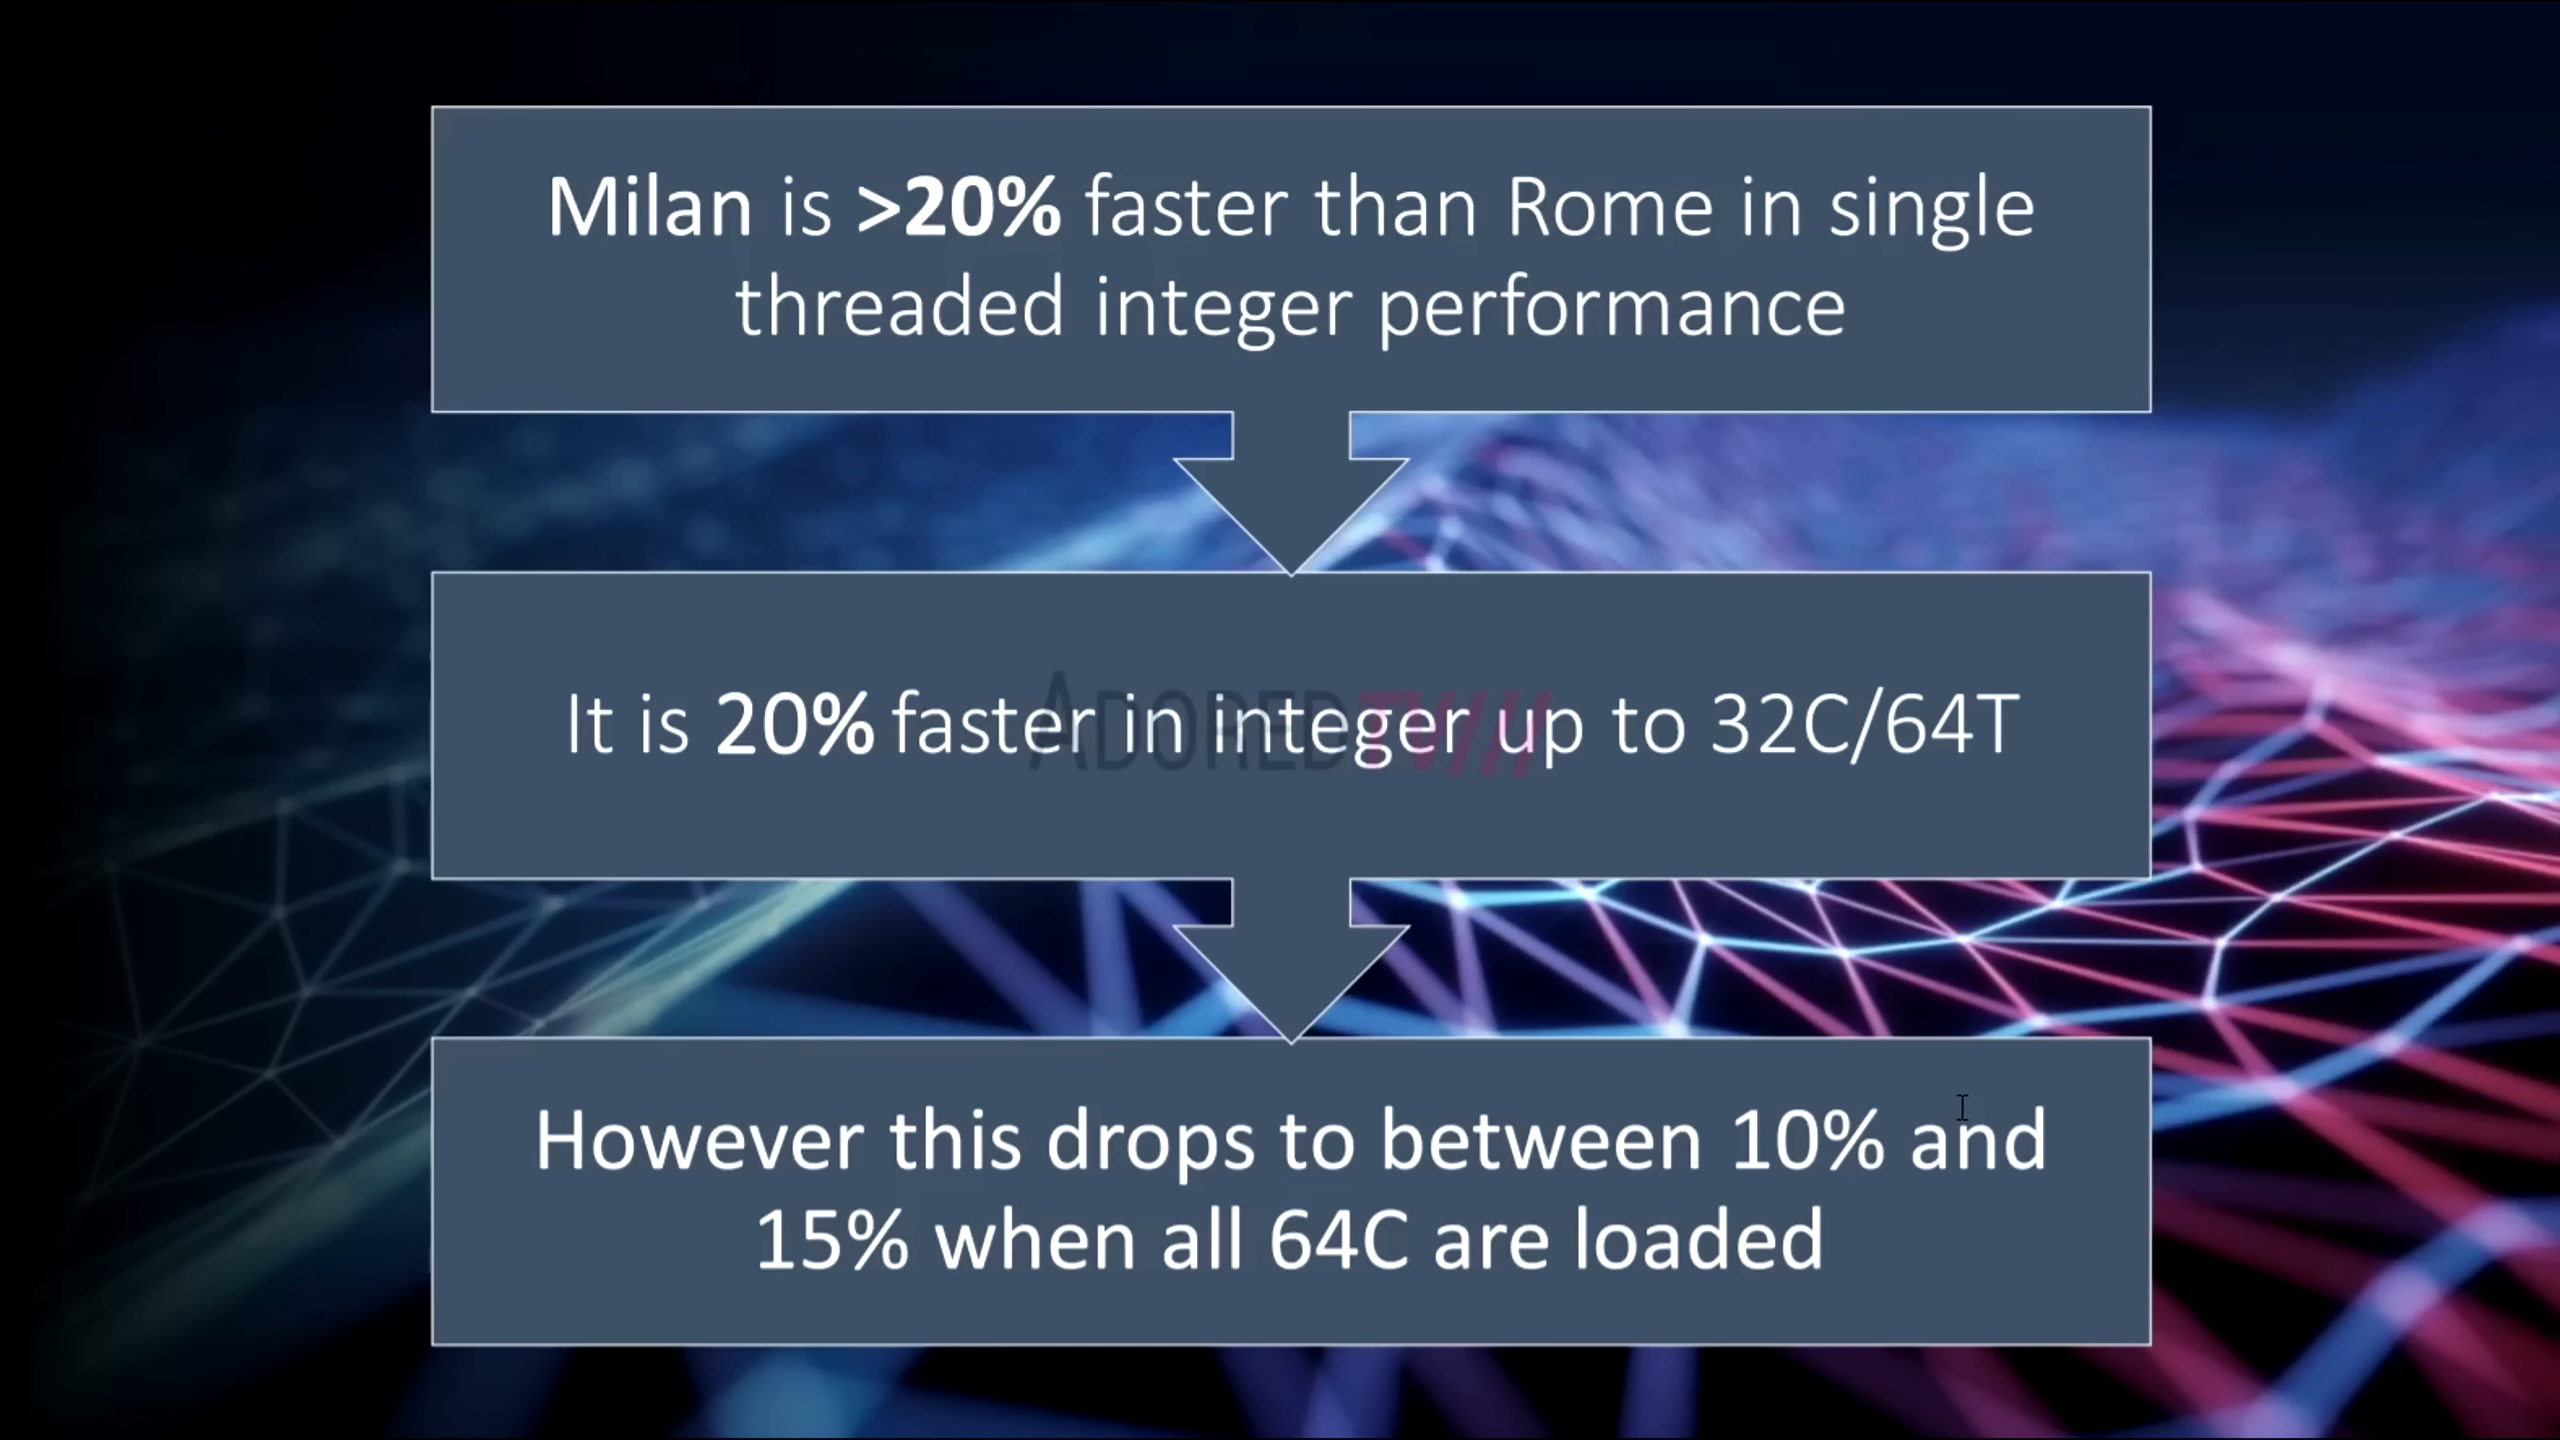 Milan is >20% faster than Rome in single
threaded integer performance
It is 20% faster in integer up to 32C/64T
ADOREDTV
However this drops to between 10% and
15% when all 64C are loaded